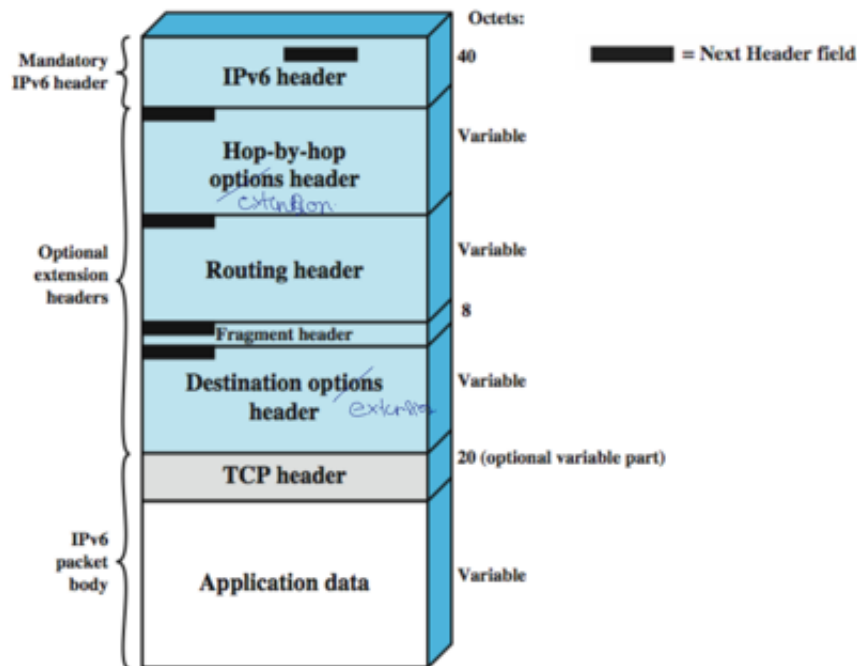 Octets:
Mandatory
IPv6 header
IPv6 header
40
= Next Header field
Hop-by-hop
options header
extension
Variable
Optional
extension
headers
Routing header
Variable
8
Fragment header
Destination options
header
extension
Variable
TCP header
20 (optional variable part)
IPv6
packet
body
Application data
Variable